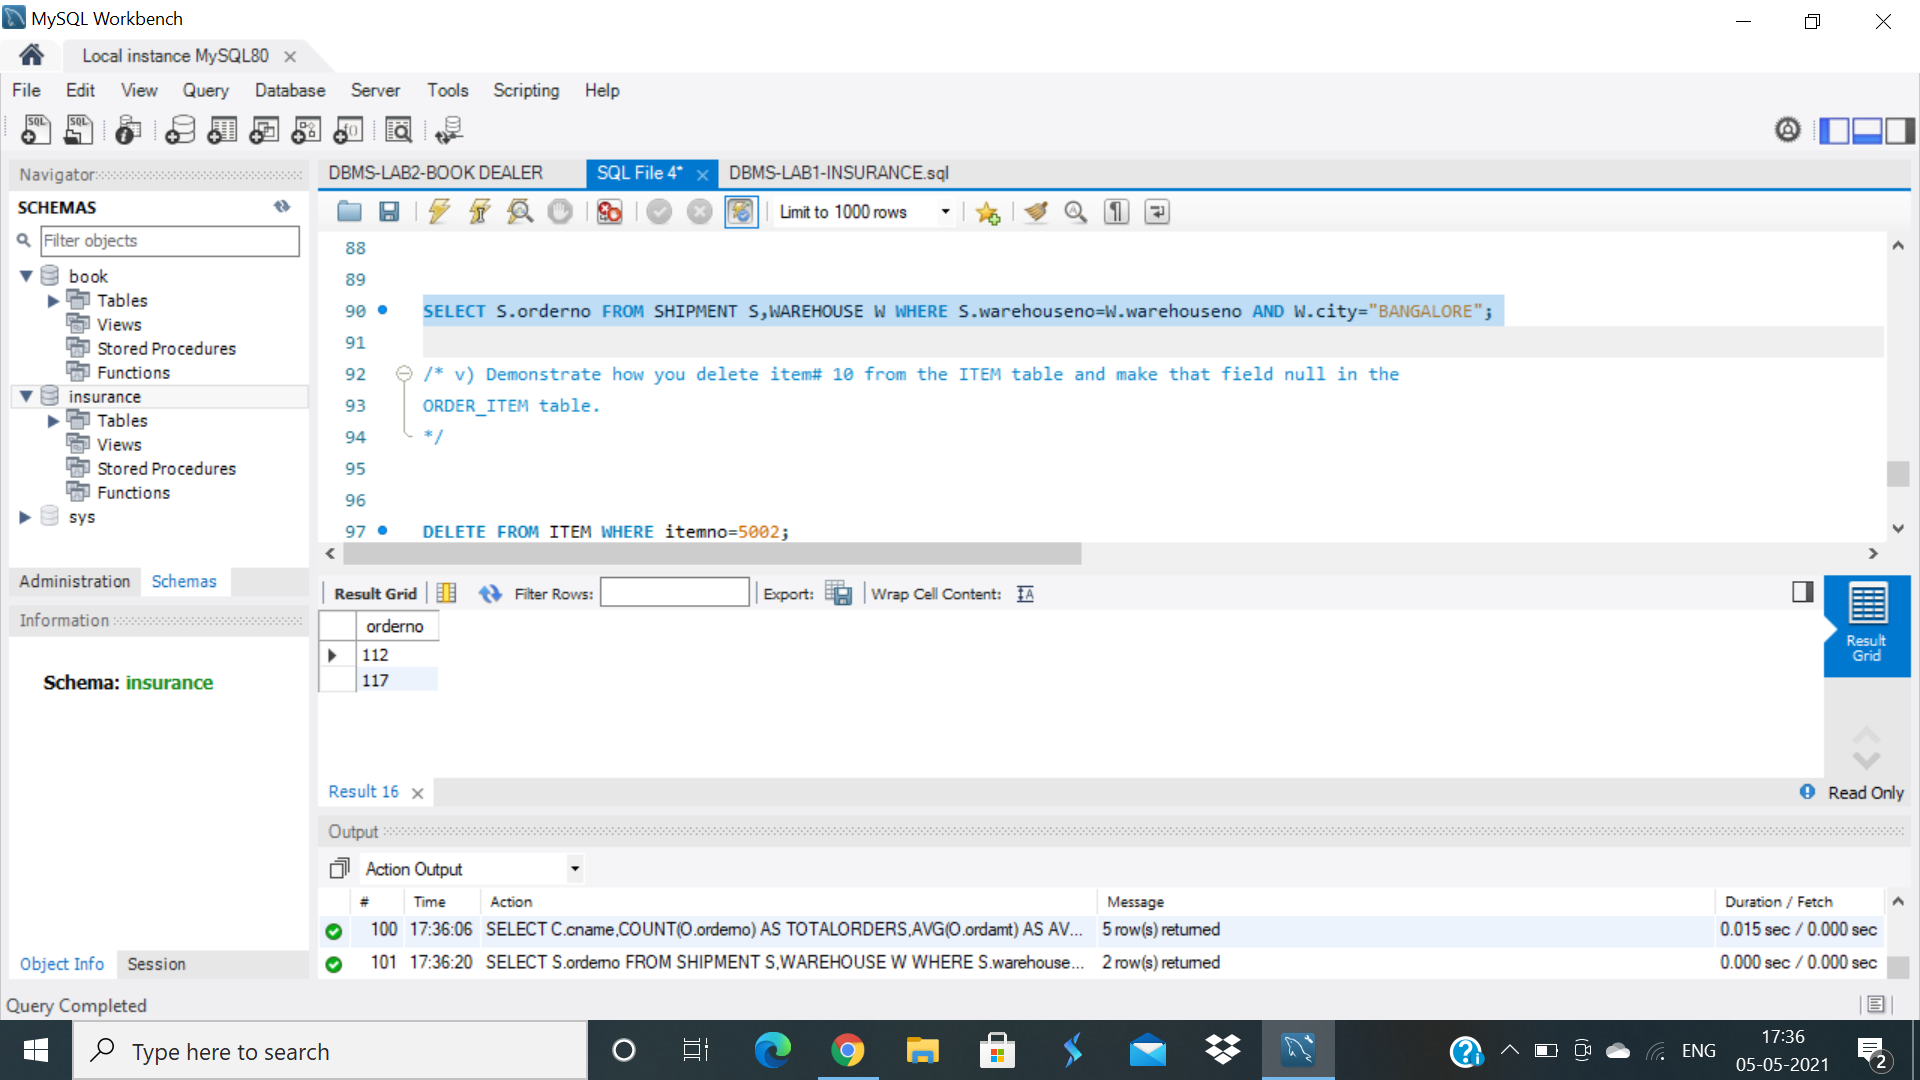 MySQL Workbench
Local instance MySQL80
File Edit View Query Database Server Tools Scripting Help
Navigator
SCHEMAS
Filter objects
book
Tables
Views
Stored Procedures
Functions
insurance
Tables
Views
Stored Procedures
Functions
sys
Administration Schemas
Information
Schema: insurance
Object Info Session
DBMS-LAB2-BOOK DEALER SQL File 4* DBMS-LAB1-INSURANCE.sql
Limit to 1000 rows
88
89
90 SELECT S.orderno FROM SHIPMENT S,WAREHOUSE W WHERE S.warehouseno=W.warehouseno AND W.city="BANGALORE";
91
92 /* v) Demonstrate how you delete item# 10 from the ITEM table and make that field null in the
93 ORDER_ITEM table.
94 */
95
96
97 DELETE FROM ITEM WHERE itemno=5002;
Result Grid Filter Rows: Export: Wrap Cell Content:
orderno
112
117
Result Grid
Result 16
Read Only
Output
Action Output
# Time Action Message Duration / Fetch
100 17:36:06 SELECT C.cname,COUNT(O.orderno) AS TOTALORDERS,AVG(O.ordamt) AS AV... 5 row(s) returned 0.015 sec / 0.000 sec
101 17:36:20 SELECT S.orderno FROM SHIPMENT S,WAREHOUSE W WHERE S.warehouse... 2 row(s) returned 0.000 sec / 0.000 sec
Query Completed
Type here to search
ENG
17:36
05-05-2021
2